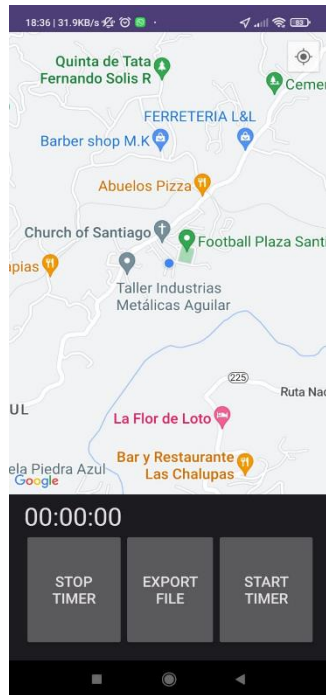 18:36 | 31.9KB/s
83
Quinta de Tata
Fernando Solis R
Ceme
FERRETERIA L&L
Barber shop M.K
Abuelos Pizza
Church of Santiago
Football Plaza Santi
apias
Taller Industrias
Metálicas Aguilar
225
Ruta Nac
UL
La Flor de Loto
Bar y Restaurante
Las Chalupas
ela Piedra Azul
Google
00:00:00
STOP
TIMER
EXPORT
FILE
START
TIMER